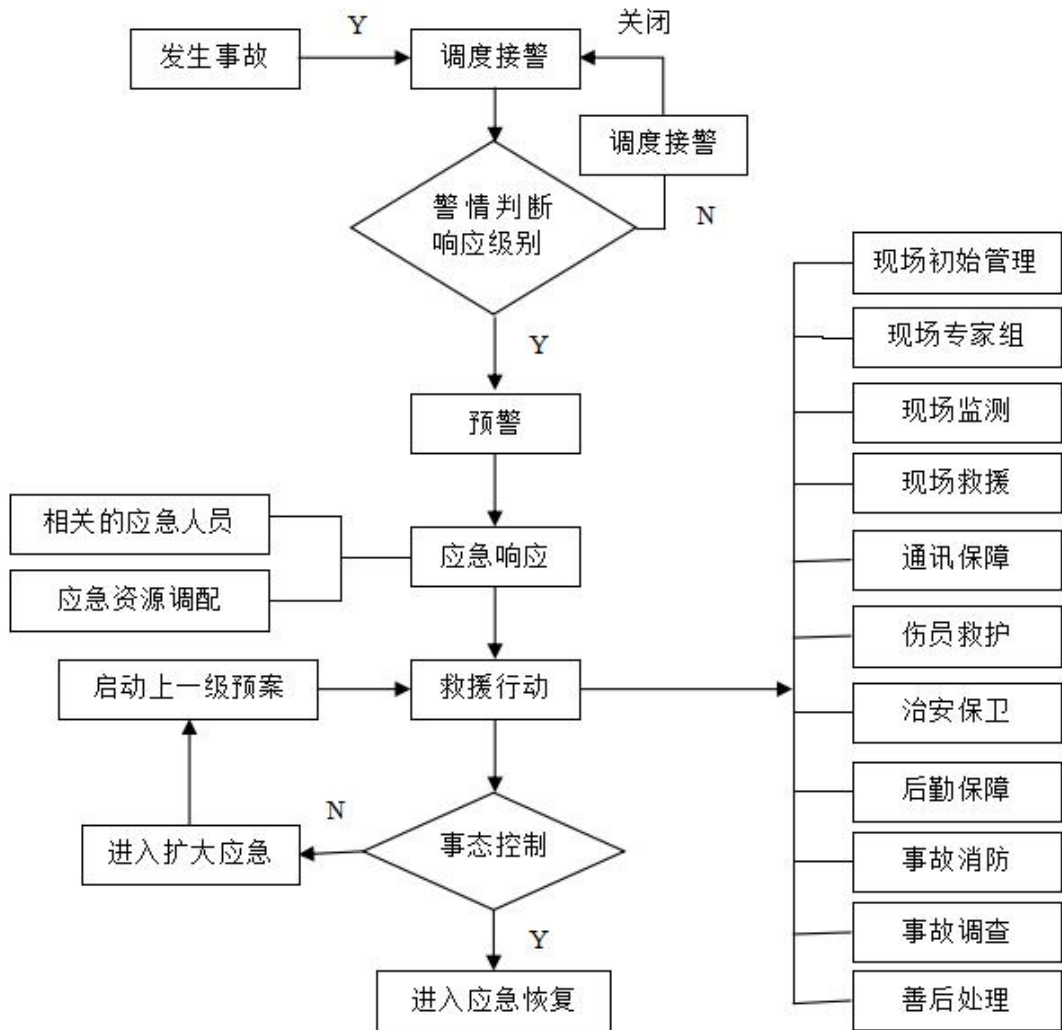 关闭
Y
发生事故
调度接警
调度接警
警情判断
响应级别
N
Y
预警
相关的应急人员
应急资源调配
应急响应
启动上一级预案
救援行动
N
进入扩大应急
事态控制
Y
进入应急恢复
现场初始管理
现场专家组
现场监测
现场救援
通讯保障
伤员救护
治安保卫
后勤保障
事故消防
事故调查
善后处理